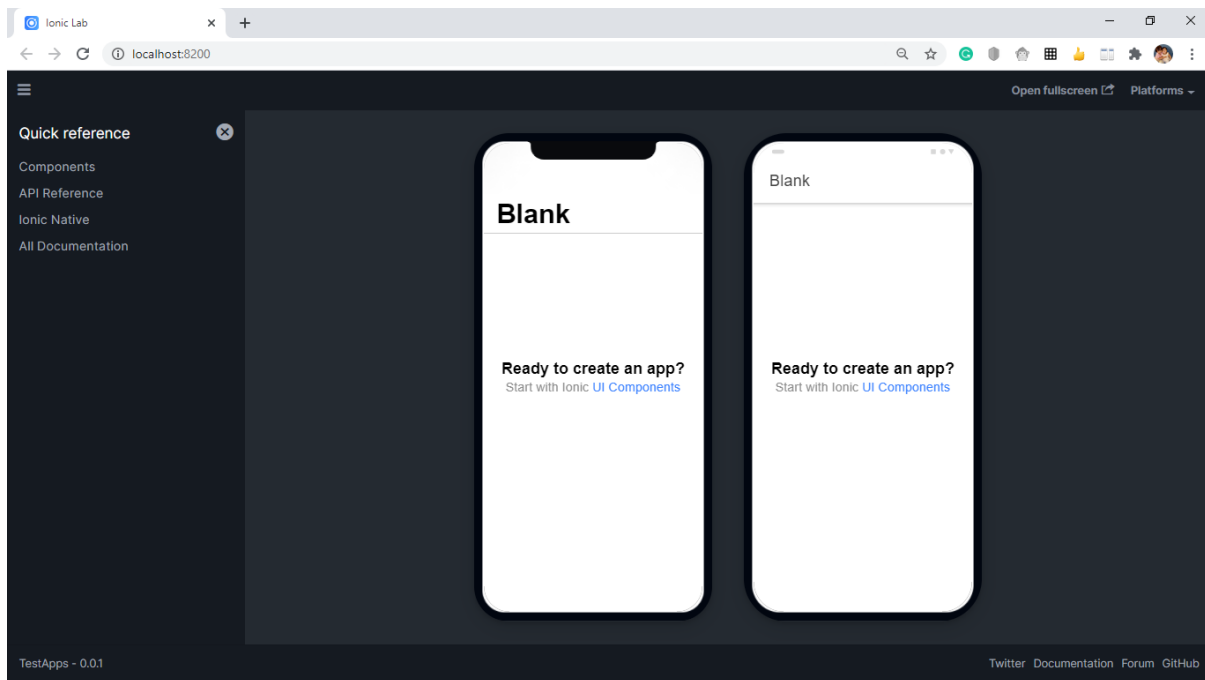 Ionic Lab
localhost:8200
Open fullscreen Platforms
Quick reference
Components
API Reference
Ionic Native
All Documentation
Blank
Ready to create an app?
Start with Ionic UI Components
Blank
Ready to create an app?
Start with Ionic UI Components
TestApps - 0.0.1
Twitter Documentation Forum GitHub